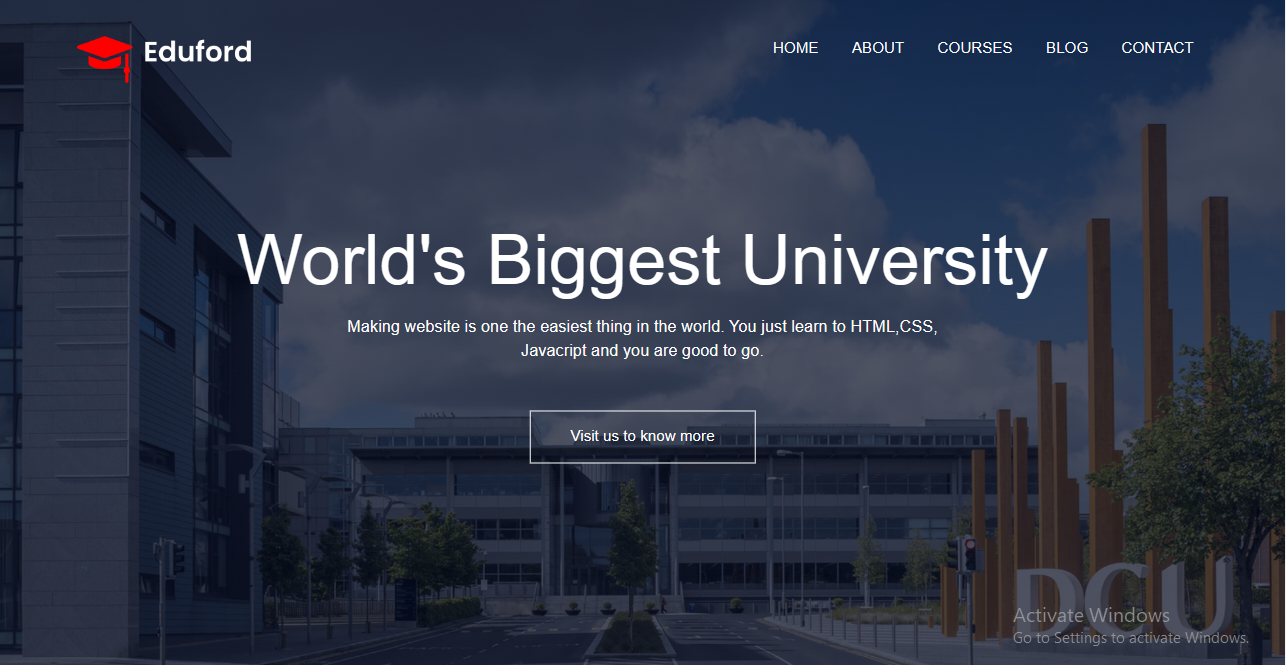 Eduford
HOME ABOUT COURSES BLOG CONTACT
World's Biggest University
Making website is one the easiest thing in the world. You just learn to HTML,CSS,
Javacript and you are good to go.
Visit us to know more
DCU
Activate Windows
Go to Settings to activate Windows.